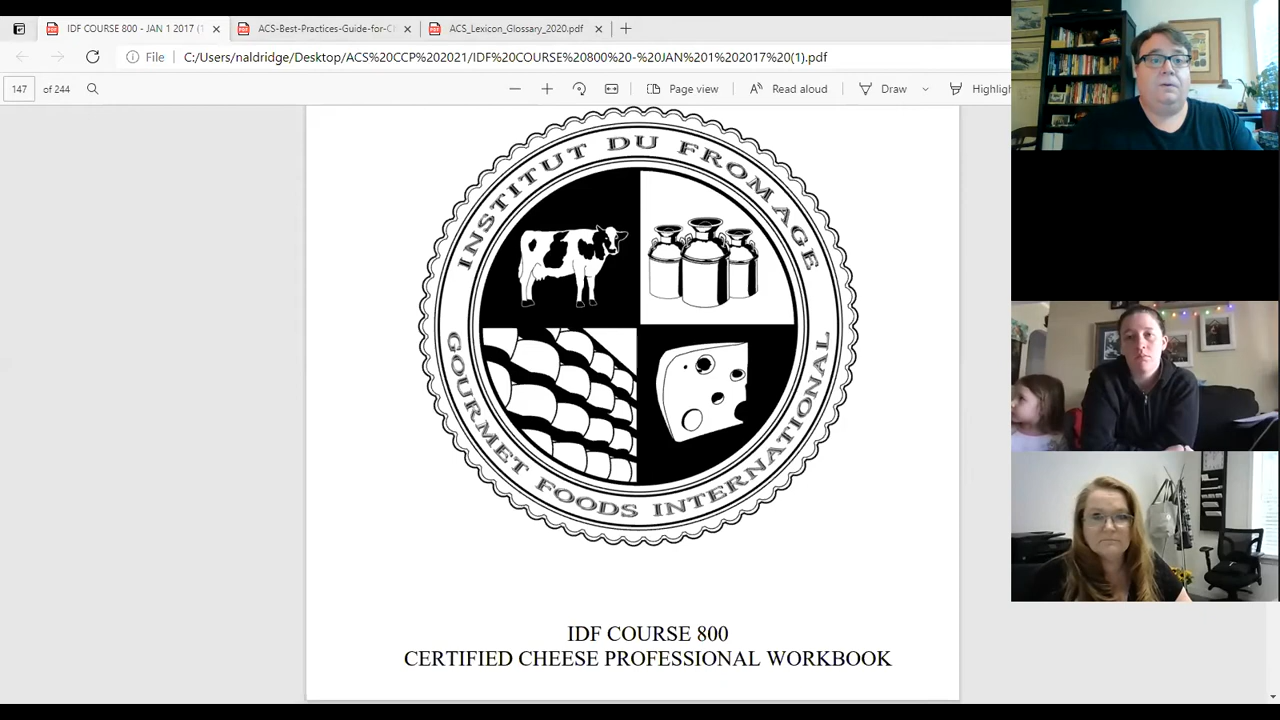 IDF COURSE 800 - JAN 1 2017 (1
ACS-Best-Practices-Guide-for-C
ACS_Lexicon_Glossary_2020.pdf
File C:/Users/naldridge/Desktop/AMS%20CCP%202021/IDF%20COURSE%20800%20-%20JAN%201%202017%20(1).pdf
147 of 244 Page view Read aloud Draw Highligh
INSTITUT DU FROMAGE
GOURMET FOODS INTERNATIONAL
IDF COURSE 800
CERTIFIED CHEESE PROFESSIONAL WORKBOOK